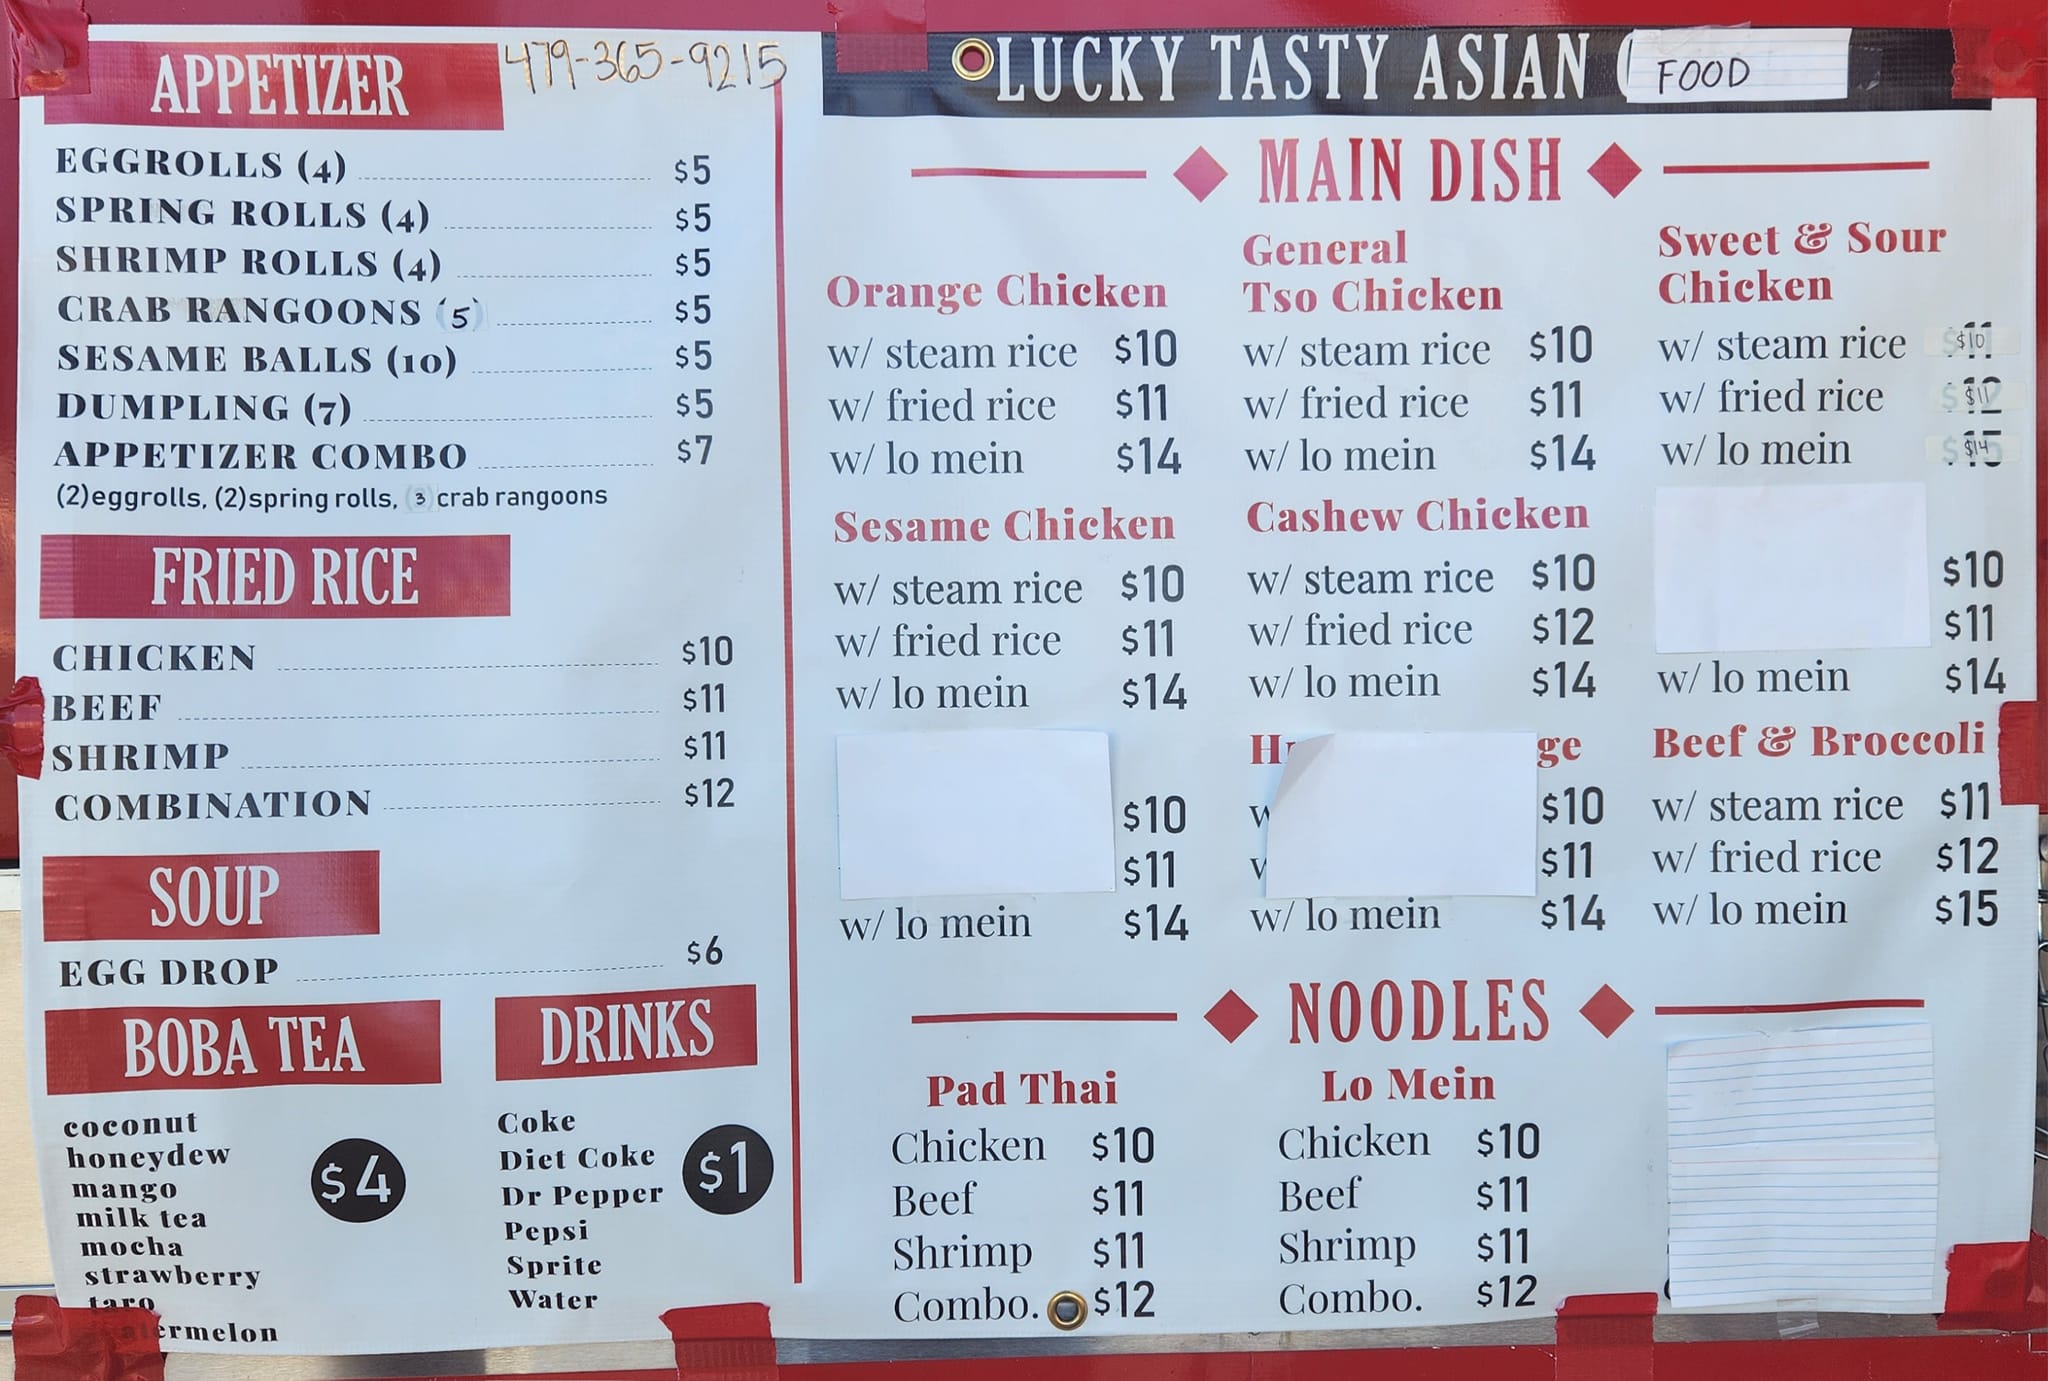 APPETIZER
479-365-9215
EGGROLLS (4) $5
SPRING ROLLS (4) $5
SHRIMP ROLLS (4) $5
CRAB RANGOONS (5) $5
SESAME BALLS (10) $5
DUMPLING (7) $5
APPETIZER COMBO $7
(2)eggrolls, (2)spring rolls, (3)crab rangoons
FRIED RICE
CHICKEN $10
BEEF $11
SHRIMP $11
COMBINATION $12
SOUP
EGG DROP $6
BOBA TEA
coconut
honeydew
mango
milk tea
mocha
strawberry
taro
termelon
$4
DRINKS
Coke
Diet Coke
Dr Pepper
Pepsi
Sprite
Water
$1
LUCKY TASTY ASIAN FOOD
MAIN DISH
Orange Chicken
w/ steam rice $10
w/ fried rice $11
w/ lo mein $14
General
Tso Chicken
w/ steam rice $10
w/ fried rice $11
w/ lo mein $14
Sweet & Sour
Chicken
w/ steam rice $10
w/ fried rice $11
w/ lo mein $14
Sesame Chicken
w/ steam rice $10
w/ fried rice $11
w/ lo mein $14
Cashew Chicken
w/ steam rice $10
w/ fried rice $12
w/ lo mein $14
$10
$11
w/ lo mein $14
$10
$11
w/ lo mein $14
ge
$10
$11
w/ lo mein $14
Beef & Broccoli
w/ steam rice $11
w/ fried rice $12
w/ lo mein $15
NOODLES
Pad Thai
Chicken $10
Beef $11
Shrimp $11
Combo. $12
Lo Mein
Chicken $10
Beef $11
Shrimp $11
Combo. $12